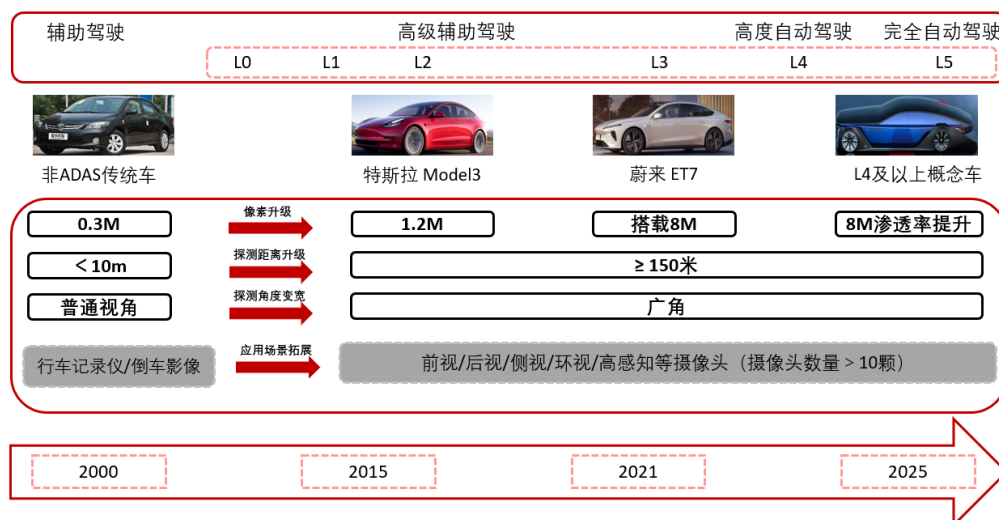 辅助驾驶 高级辅助驾驶 高度自动驾驶 完全自动驾驶
L0 L1 L2 L3 L4 L5
非ADAS传统车 特斯拉 Model3 蔚来 ET7 L4及以上概念车
像素升级
0.3M 1.2M 搭载8M 8M渗透率提升
探测距离升级
＜10m ≥150米
探测角度变宽
普通视角 广角
应用场景拓展
行车记录仪/倒车影像 前视/后视/侧视/环视/高感知等摄像头（摄像头数量＞10颗）
2000 2015 2021 2025